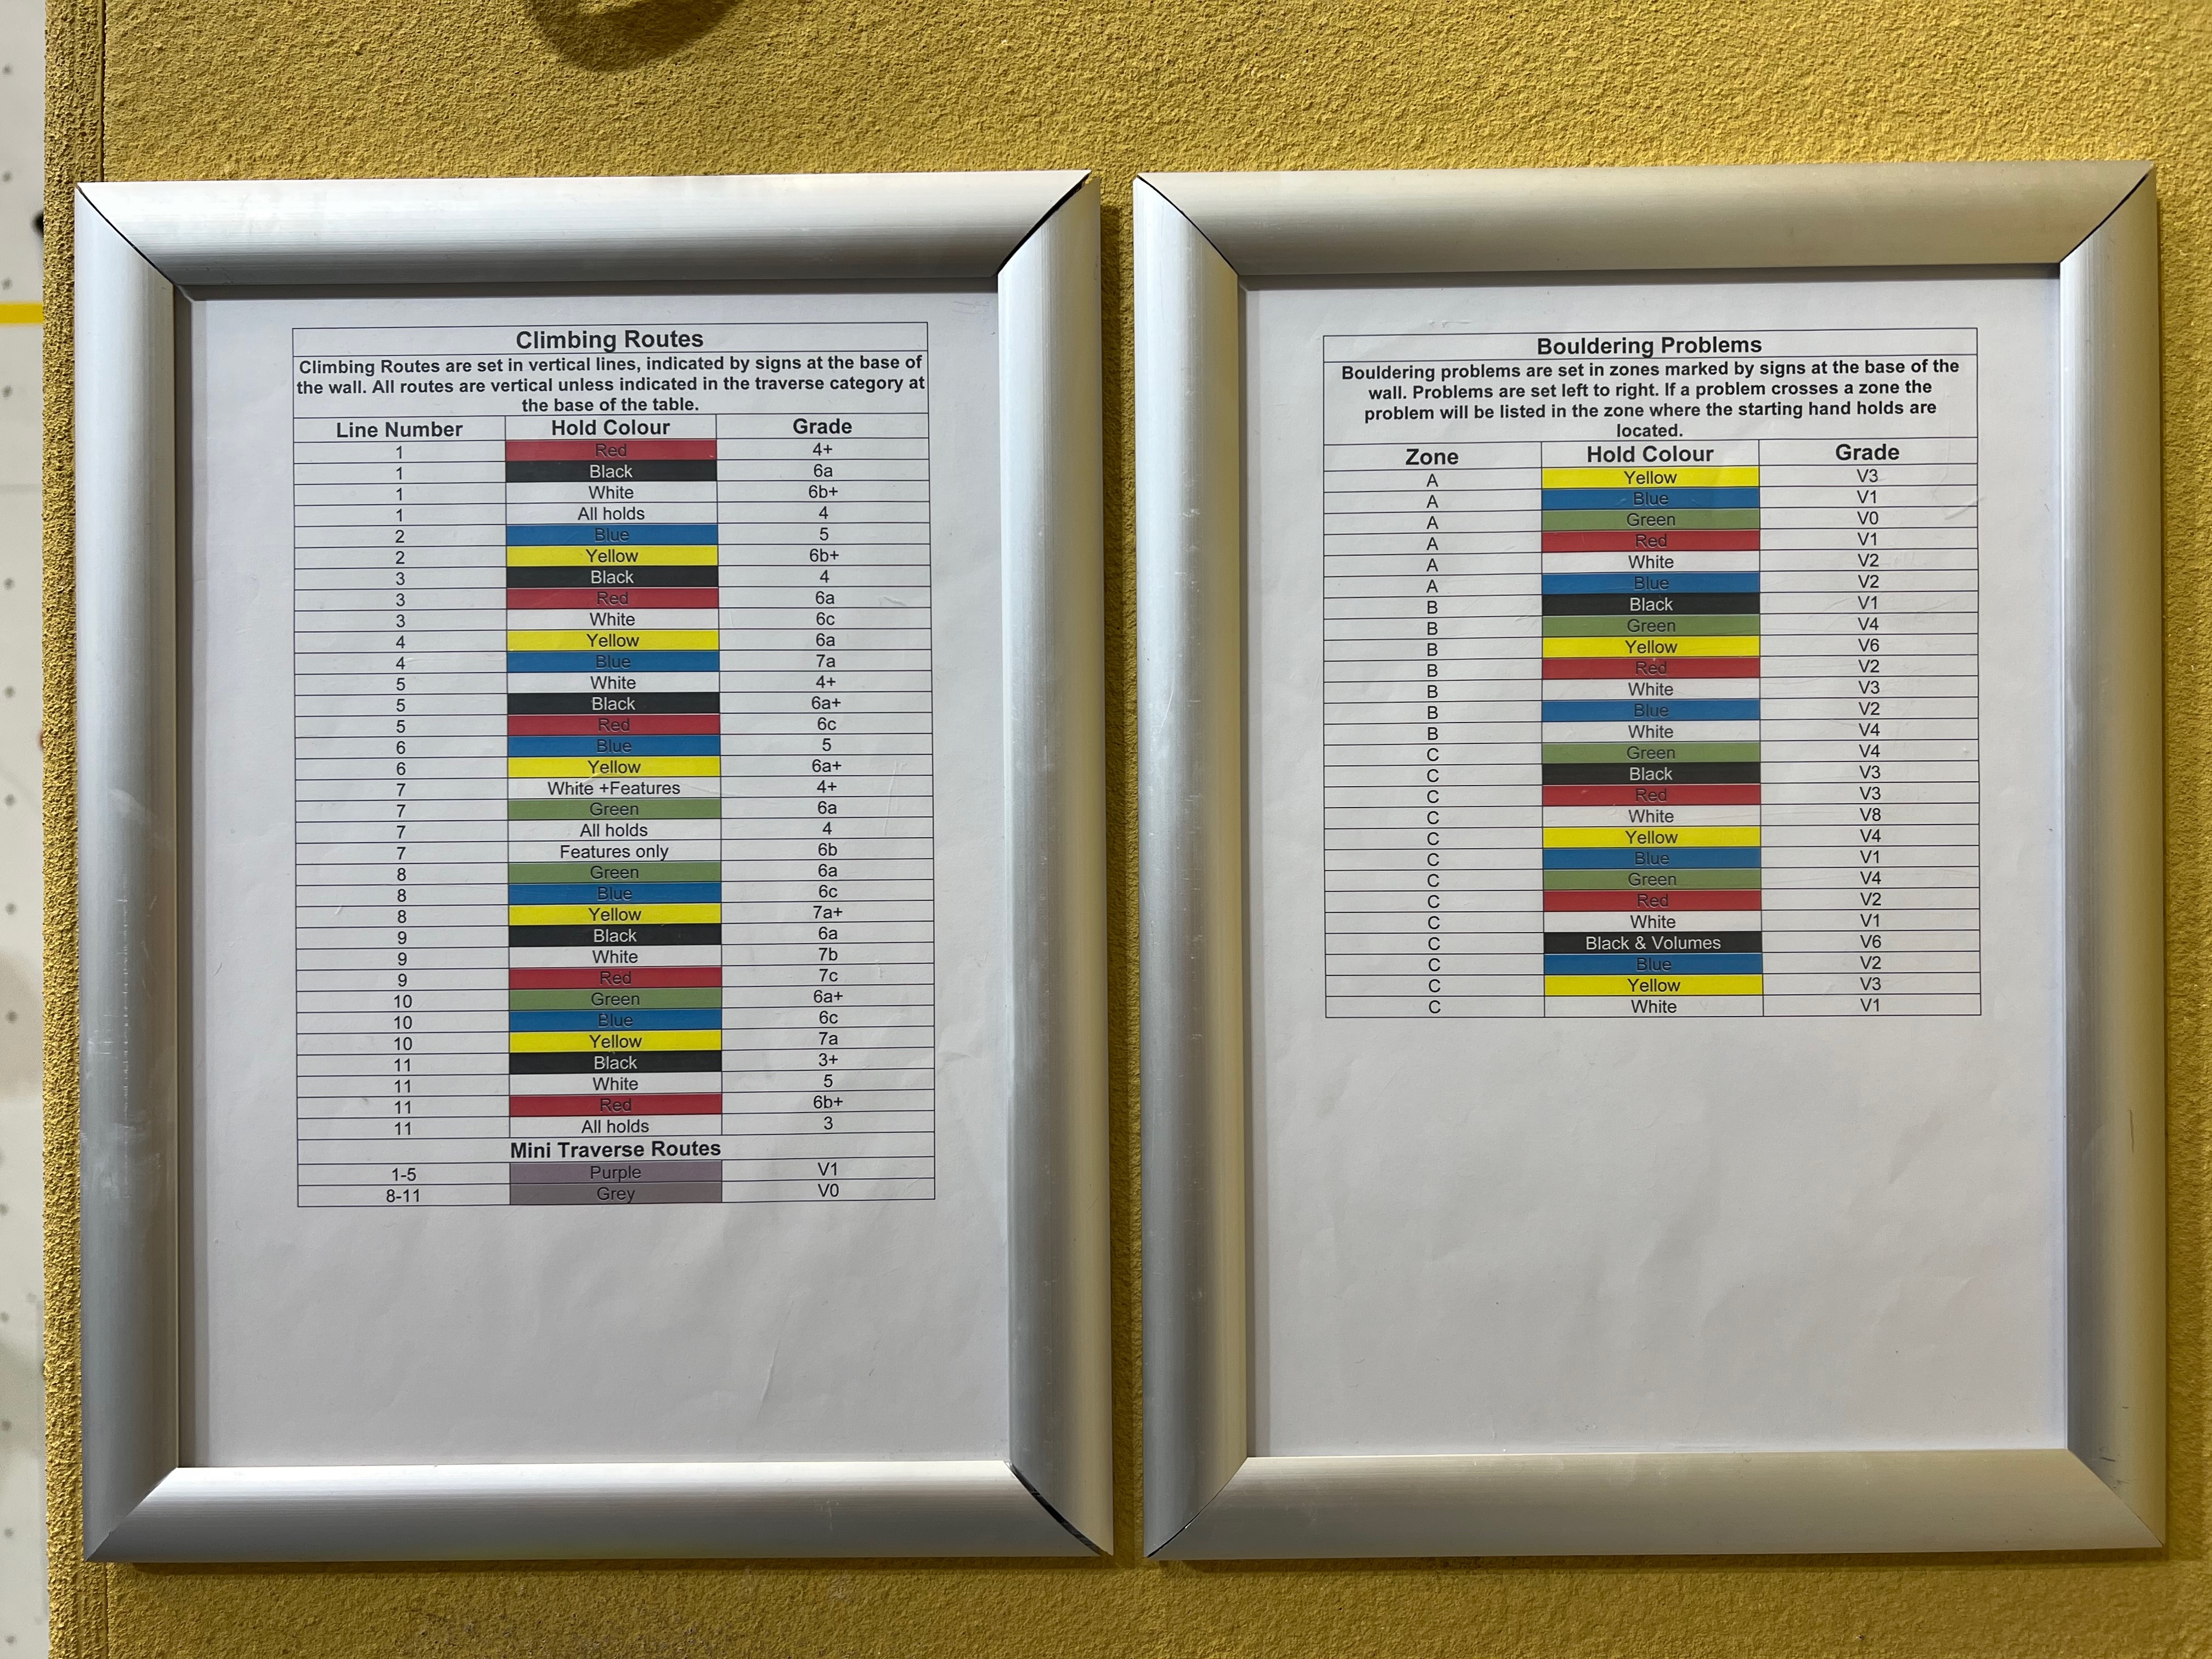 Climbing Routes
Climbing Routes are set in vertical lines, indicated by signs at the base of
the wall. All routes are vertical unless indicated in the traverse category at
the base of the table.
Line Number Hold Colour Grade
1 Red 4+
1 Black 6a
1 White 6b+
1 All holds 4
2 Blue 5
2 Yellow 6b+
3 Black 4
3 Red 6a
3 White 6c
4 Yellow 6a
4 Blue 7a
5 White 4+
5 Black 6a+
5 Red 6c
6 Blue 5
6 Yellow 6a+
7 White +Features 4+
7 Green 6a
7 All holds 4
7 Features only 6b
8 Green 6a
8 Blue 6c
8 Yellow 7a+
9 Black 6a
9 White 7b
9 Red 7c
10 Green 6a+
10 Blue 6c
10 Yellow 7a
11 Black 3+
11 White 5
11 Red 6b+
11 All holds 3
Mini Traverse Routes
1-5 Purple V1
8-11 Grey V0
Bouldering Problems
Bouldering problems are set in zones marked by signs at the base of the
wall. Problems are set left to right. If a problem crosses a zone the
problem will be listed in the zone where the starting hand holds are
located.
Zone Hold Colour Grade
A Yellow V3
A Blue V1
A Green V0
A Red V1
A White V2
A Blue V2
B Black V1
B Green V4
B Yellow V6
B Red V2
B White V3
B Blue V2
B White V4
C Green V4
C Black V3
C Red V3
C White V8
C Yellow V4
C Blue V1
C Green V4
C Red V2
C White V1
C Black & Volumes V6
C Blue V2
C Yellow V3
C White V1